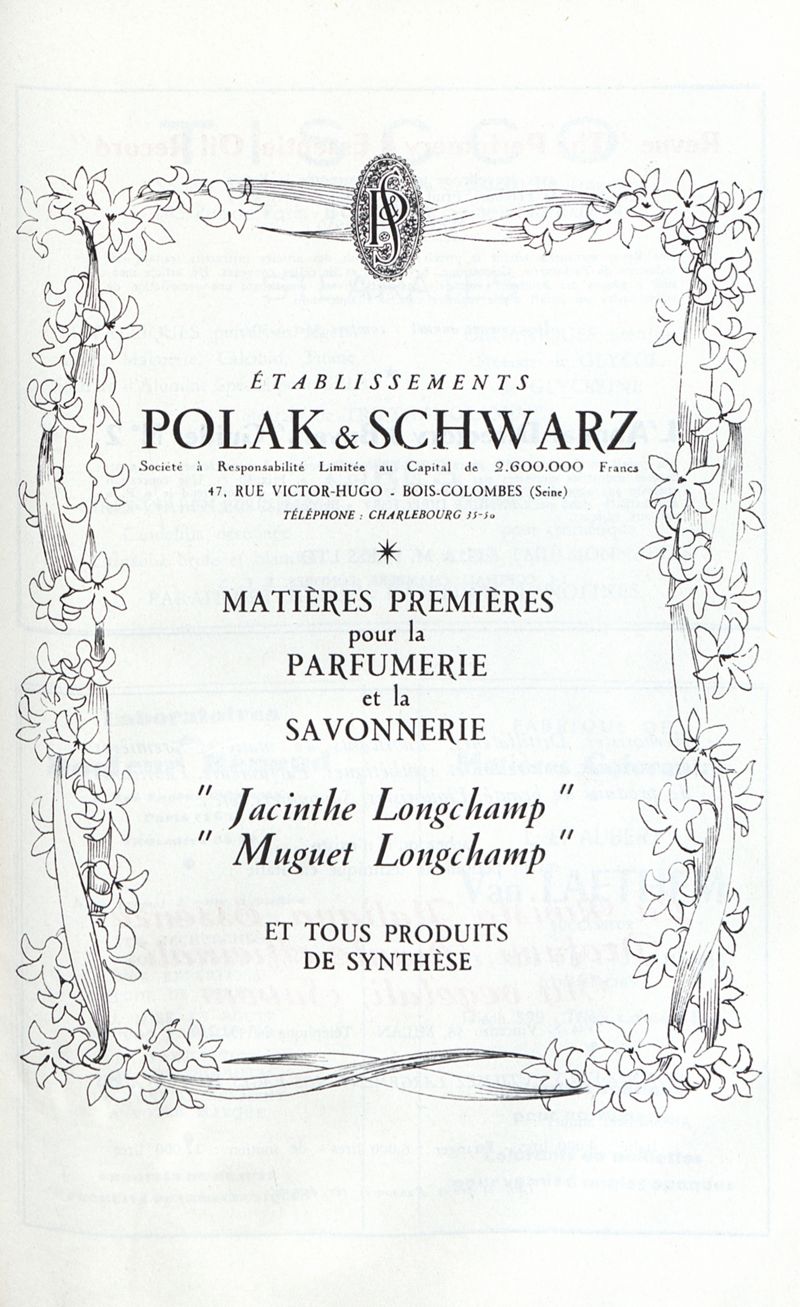 P&S
ÉTABLISSEMENTS
POLAK & SCHWARZ
Société à Responsabilité Limitée au Capital de 2.600.000 Francs
47, RUE VICTOR-HUGO - BOIS-COLOMBES (Seine)
TÉLÉPHONE : CHARLEBOURG 35-50
MATIÈRES PREMIÈRES
pour la
PARFUMERIE
et la
SAVONNERIE
" Jacinthe Longchamp "
" Muguet Longchamp "
ET TOUS PRODUITS
DE SYNTHÈSE